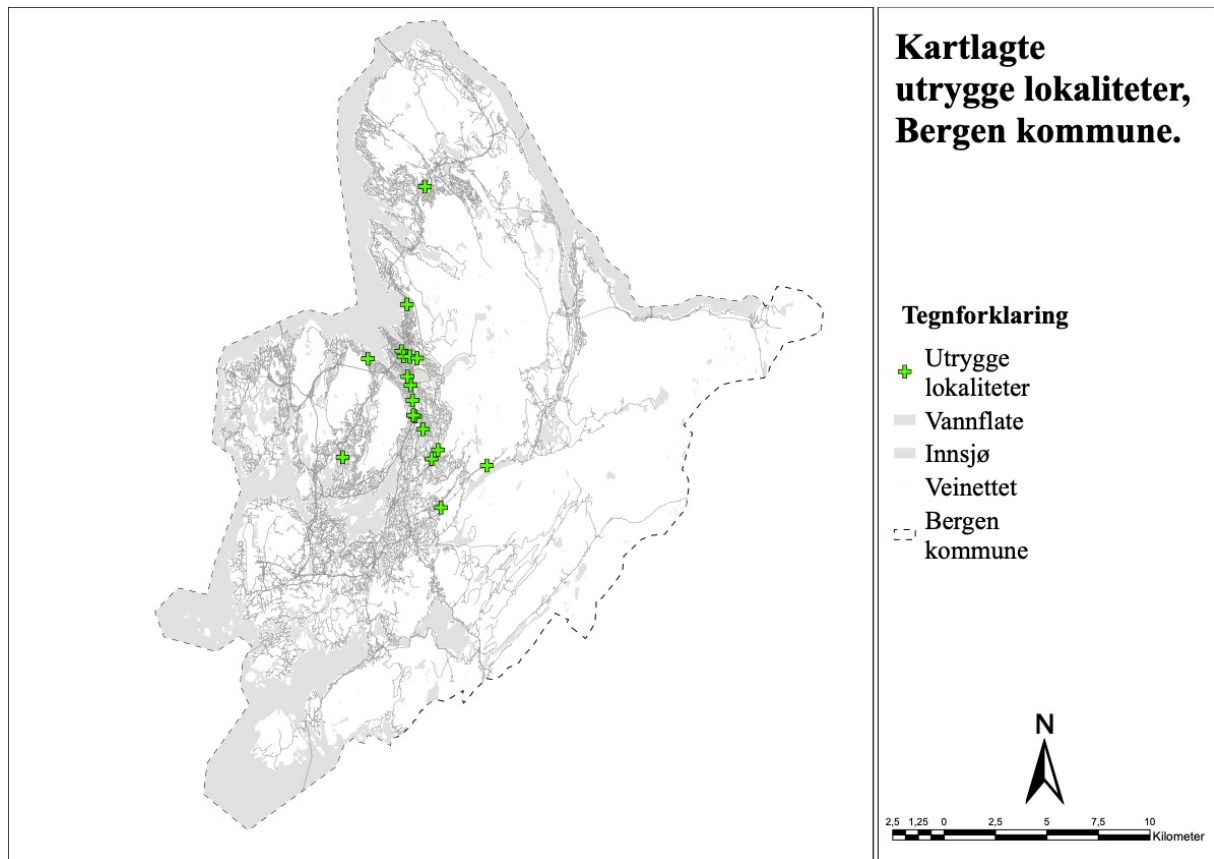 Kartlagte
utrygge lokaliteter,
Bergen kommune.
Tegnforklaring
Utrygge
lokaliteter
Vannflate
Innsjø
Veinettet
Bergen
kommune
N
2,5 1,25 0 2,5 5 7,5 10
Kilometer